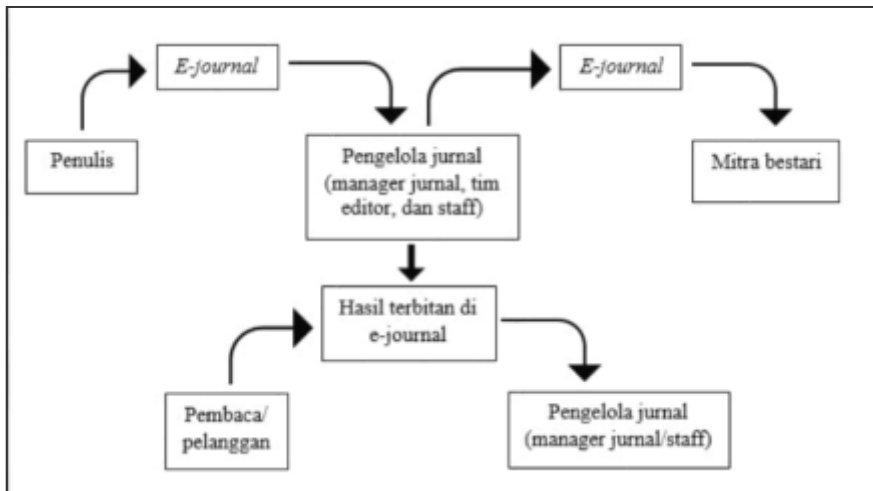 E-journal
E-journal
Penulis
Pengelola jurnal
(manager jurnal, tim
editor, dan staff)
Mitra bestari
Hasil terbitan di
e-journal
Pembaca/
pelanggan
Pengelola jurnal
(manager jurnal/staff)